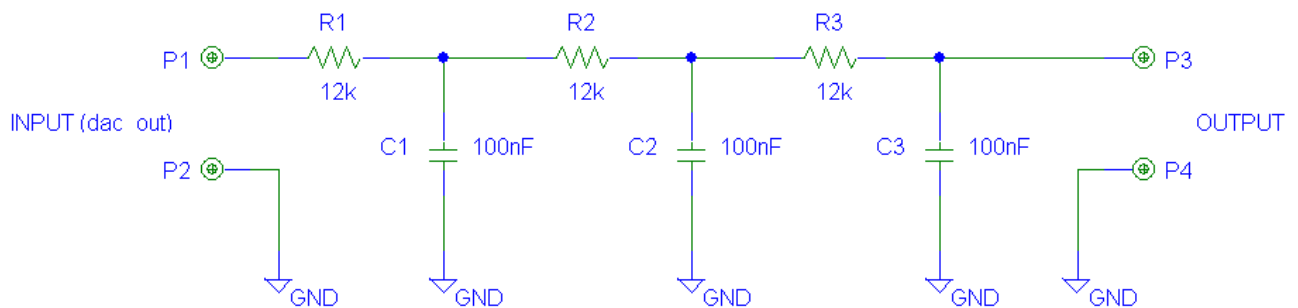 R1
R2
R3
P1
P3
12k
12k
12k
INPUT (dac out)
OUTPUT
C1
100nF
C2
100nF
C3
100nF
P2
P4
GND
GND
GND
GND
GND